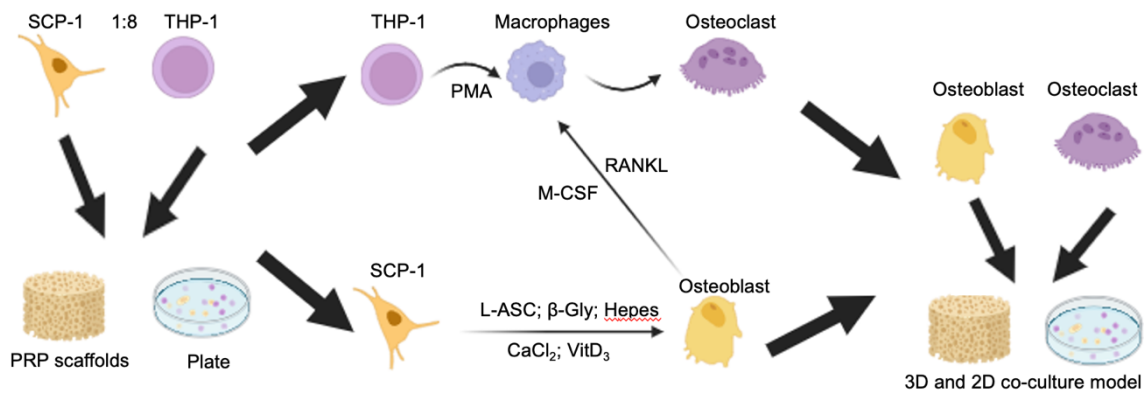 SCP-1 1:8 THP-1
THP-1
Macrophages
Osteoclast
PMA
Osteoblast Osteoclast
RANKL
M-CSF
SCP-1
Osteoblast
L-ASC; β-Gly; Hepes
CaCl₂; VitD₃
PRP scaffolds
Plate
3D and 2D co-culture model